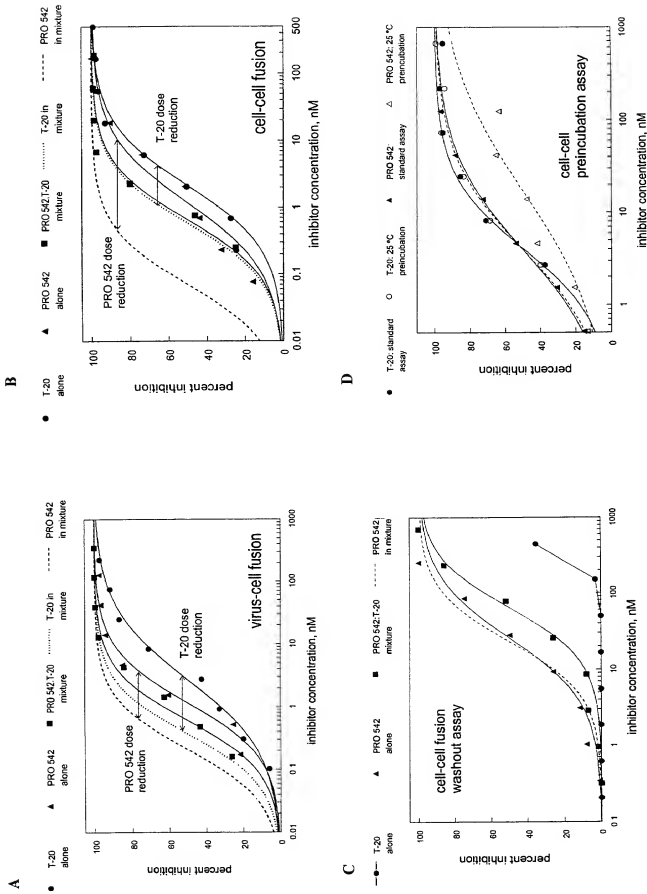 A
T-20 alone
PRO 542 alone
PRO 542:T-20 mixture
T-20 in mixture
PRO 542 in mixture
percent inhibition
100
80
60
40
20
0
PRO 542 dose reduction
T-20 dose reduction
virus-cell fusion
0.01
0.1
1
10
100
1000
inhibitor concentration, nM
B
T-20 alone
PRO 542 alone
PRO 542:T-20 mixture
T-20 in mixture
PRO 542 in mixture
percent inhibition
100
80
60
40
20
0
PRO 542 dose reduction
T-20 dose reduction
cell-cell fusion
0.01
0.1
1
10
100
500
inhibitor concentration, nM
C
T-20 alone
PRO 542 alone
PRO 542:T-20 mixture
PRO 542; in mixture
percent inhibition
100
80
60
40
20
0
cell-cell fusion washout assay
0.1
1
10
100
1000
inhibitor concentration, nM
D
T-20: standard assay
T-20: 25 °C preincubation
PRO 542: standard assay
PRO 542: 25 °C preincubation
percent inhibition
100
80
60
40
20
0
cell-cell preincubation assay
1
10
100
1000
inhibitor concentration, nM